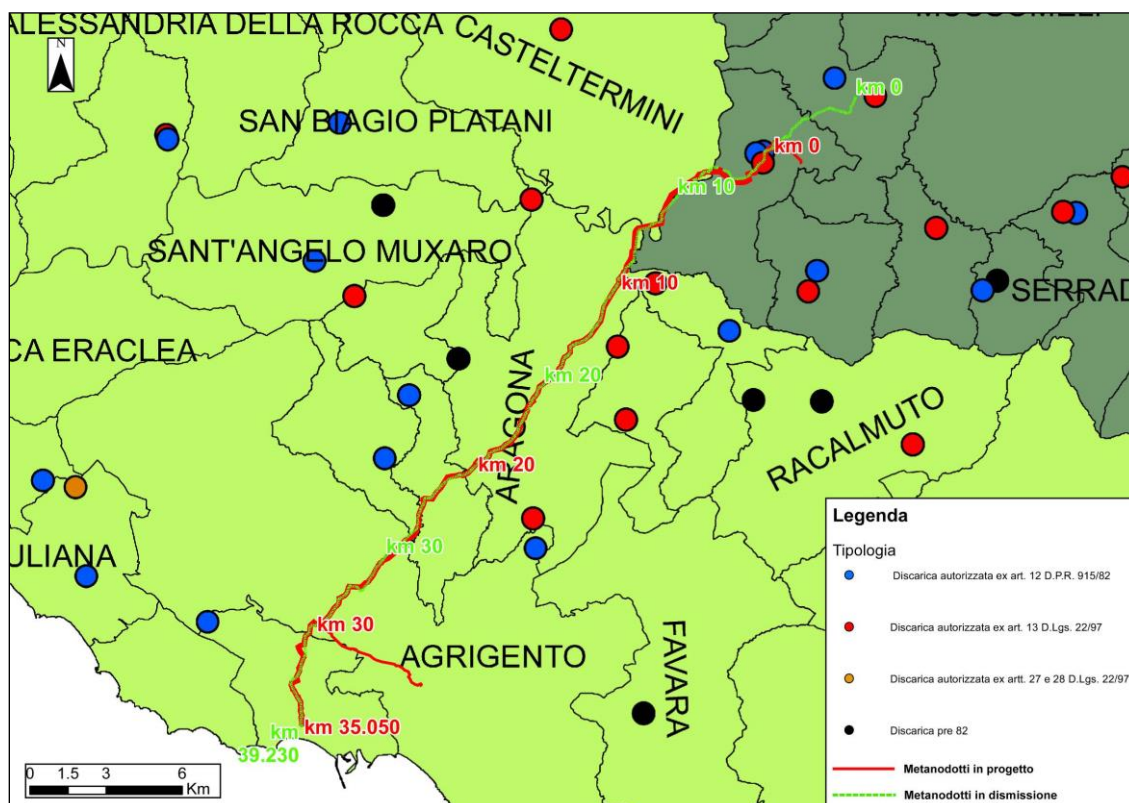 ALESSANDRIA DELLA ROCCA
CASTELTERMINI
N
km 0
SAN BIAGIO PLATANI
km 0
km 10
SANT'ANGELO MUXARO
km 10
SERRAD
CA ERACLEA
ARAGONA
km 20
RACALMUTO
km 20
km 30
ULIANA
km 30
AGRIGENTO
FAVARA
km 35.050
km
39.230
0 1.5 3 6
Km
Legenda
Tipologia
Discarica autorizzata ex art. 12 D.P.R. 915/82
Discarica autorizzata ex art. 13 D.Lgs. 22/97
Discarica autorizzata ex artt. 27 e 28 D.Lgs. 22/97
Discarica pre 82
Metanodotti in progetto
Metanodotti in dismissione